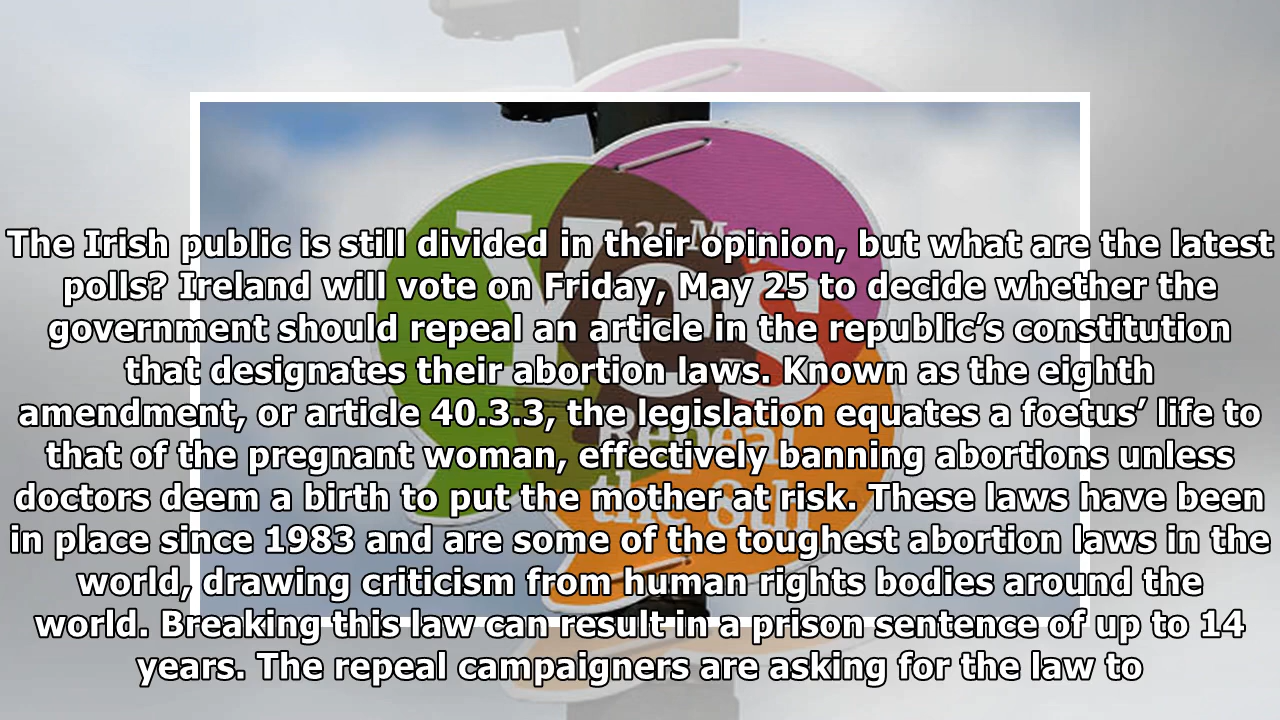 The Irish public is still divided in their opinion, but what are the latest
polls? Ireland will vote on Friday, May 25 to decide whether the
government should repeal an article in the republic’s constitution
that designates their abortion laws. Known as the eighth
amendment, or article 40.3.3, the legislation equates a foetus’ life to
that of the pregnant woman, effectively banning abortions unless
doctors deem a birth to put the mother at risk. These laws have been
in place since 1983 and are some of the toughest abortion laws in the
world, drawing criticism from human rights bodies around the
world. Breaking this law can result in a prison sentence of up to 14
years. The repeal campaigners are asking for the law to
25 May
Yes
Repeal
the 8th